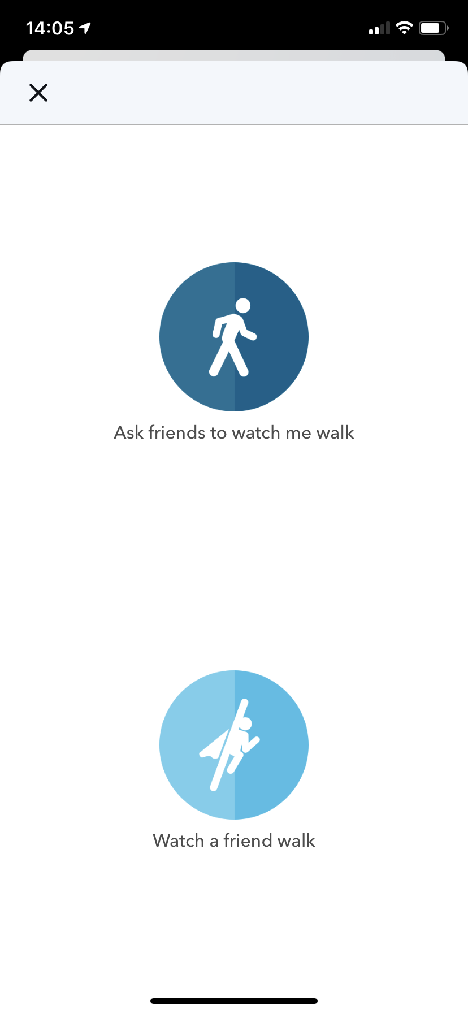 14:05
Ask friends to watch me walk
Watch a friend walk